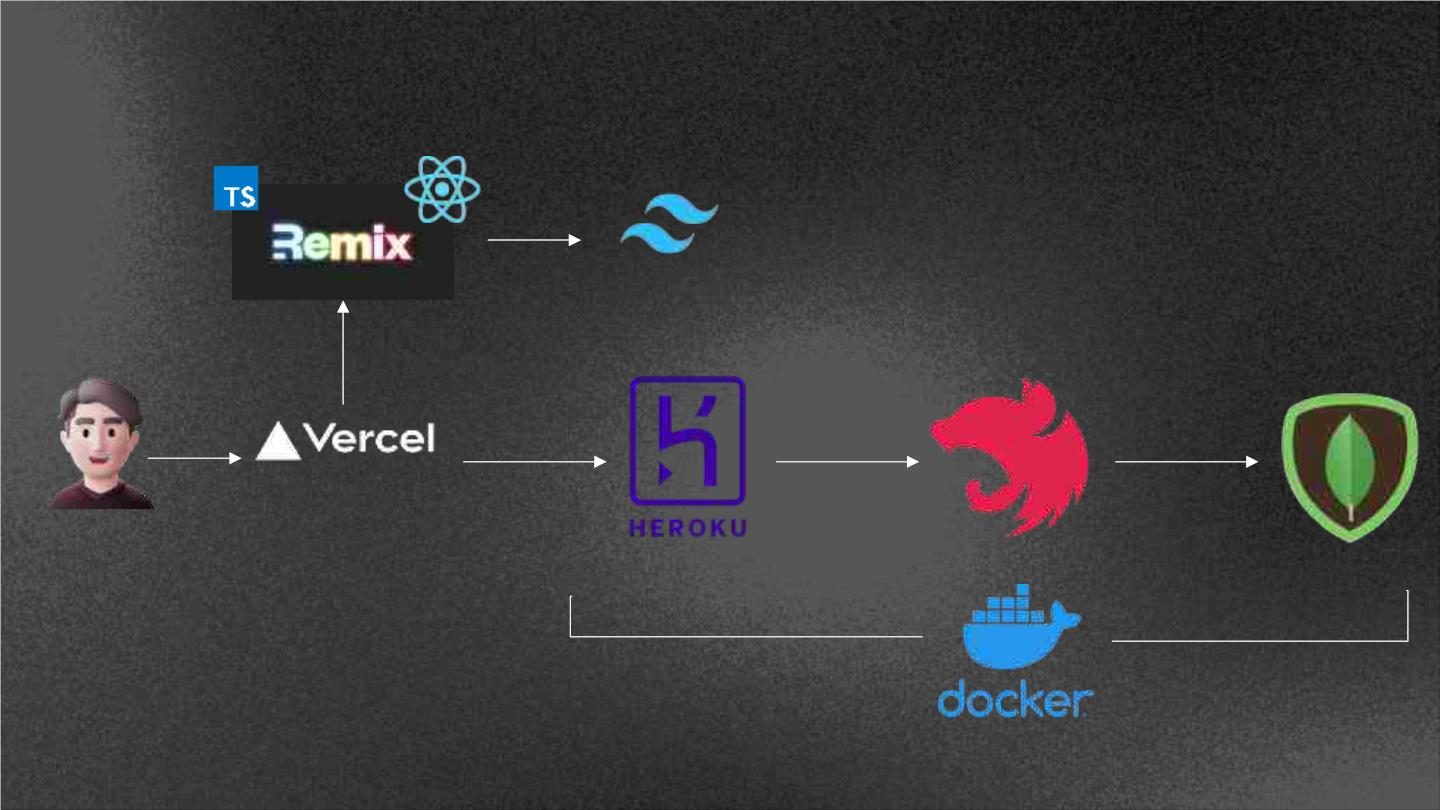 TS
Remix
Vercel
HEROKU
docker